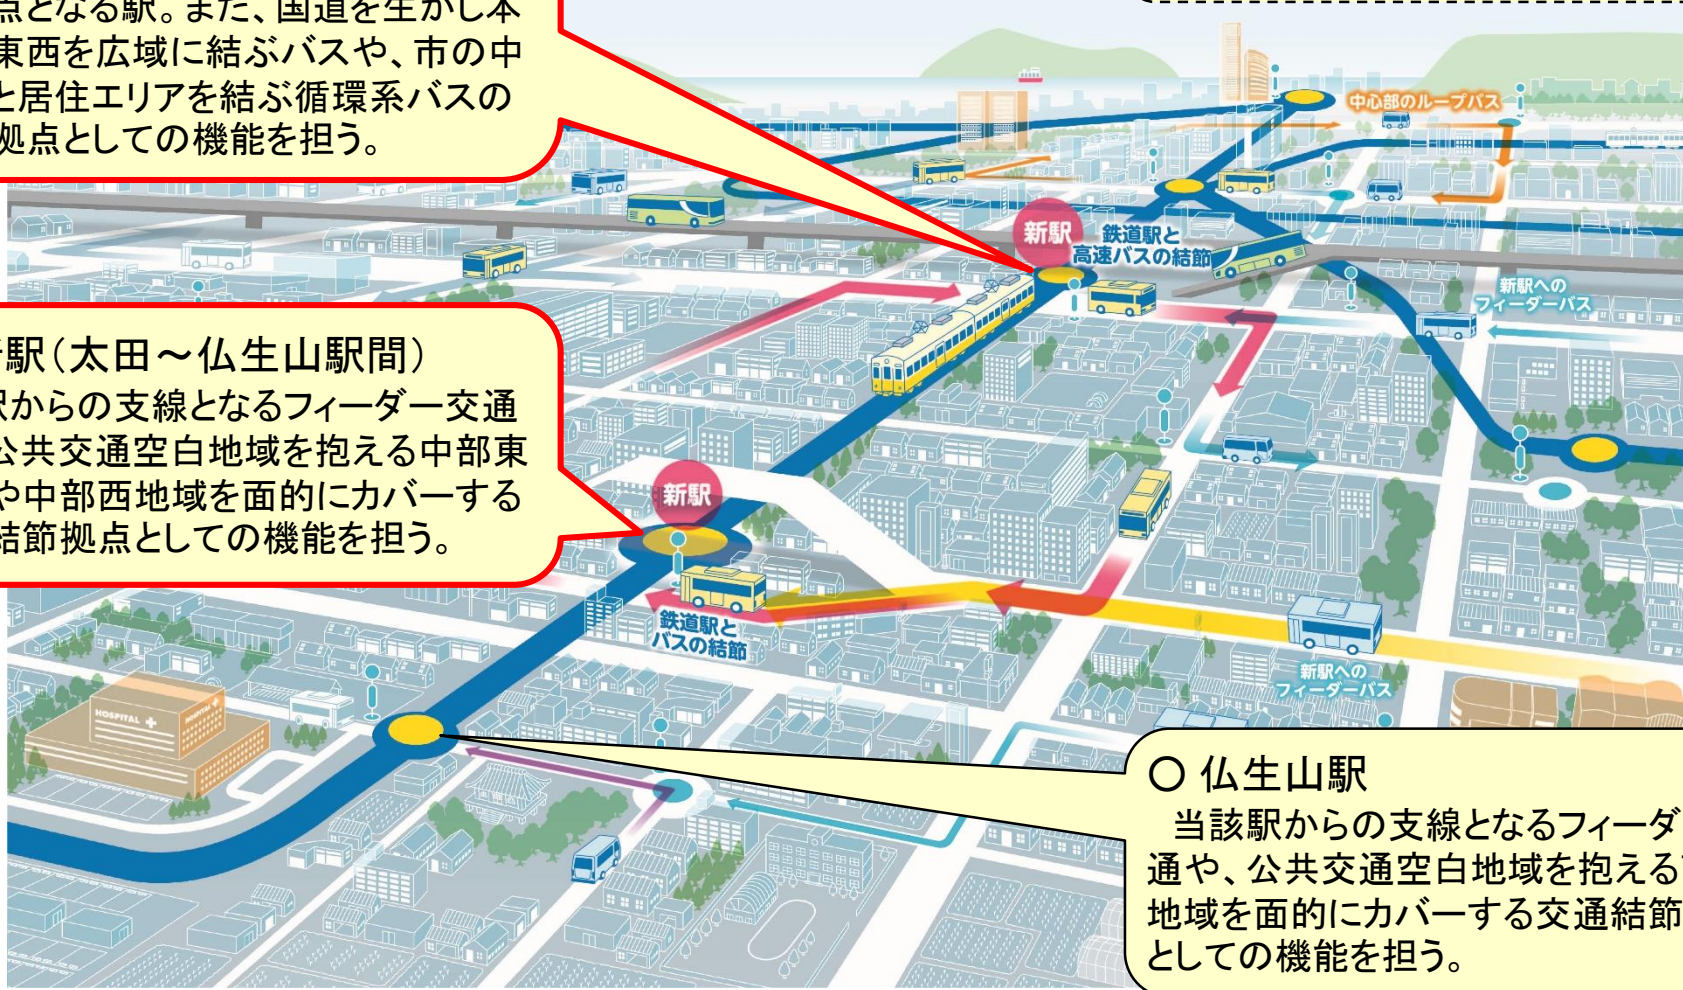 点となる駅。また、国道を生かし本
東西を広域に結ぶバスや、市の中
と居住エリアを結ぶ循環系バスの
拠点としての機能を担う。
中心部のループバス
新駅
鉄道駅と
高速バスの結節
新駅への
フィーダーバス
駅(太田～仏生山駅間)
駅からの支線となるフィーダー交通
公共交通空白地域を抱える中部東
や中部西地域を面的にカバーする
結節拠点としての機能を担う。
新駅
鉄道駅と
バスの結節
新駅への
フィーダーバス
HOSPITAL
HOSPITAL
〇 仏生山駅
当該駅からの支線となるフィーダ
通や、公共交通空白地域を抱える
地域を面的にカバーする交通結節
としての機能を担う。